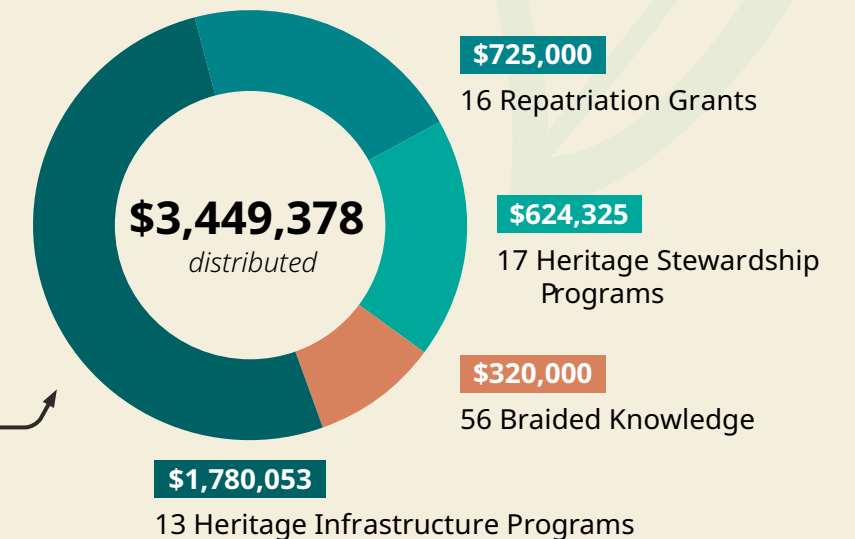 $725,000
16 Repatriation Grants
$3,449,378
distributed
$624,325
17 Heritage Stewardship
Programs
$320,000
56 Braided Knowledge
$1,780,053
13 Heritage Infrastructure Programs